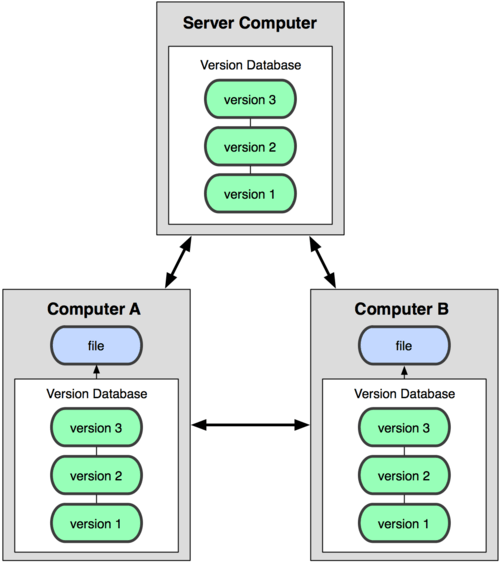 Server Computer
Version Database
version 3
version 2
version 1
Computer A
file
Version Database
version 3
version 2
version 1
Computer B
file
Version Database
version 3
version 2
version 1